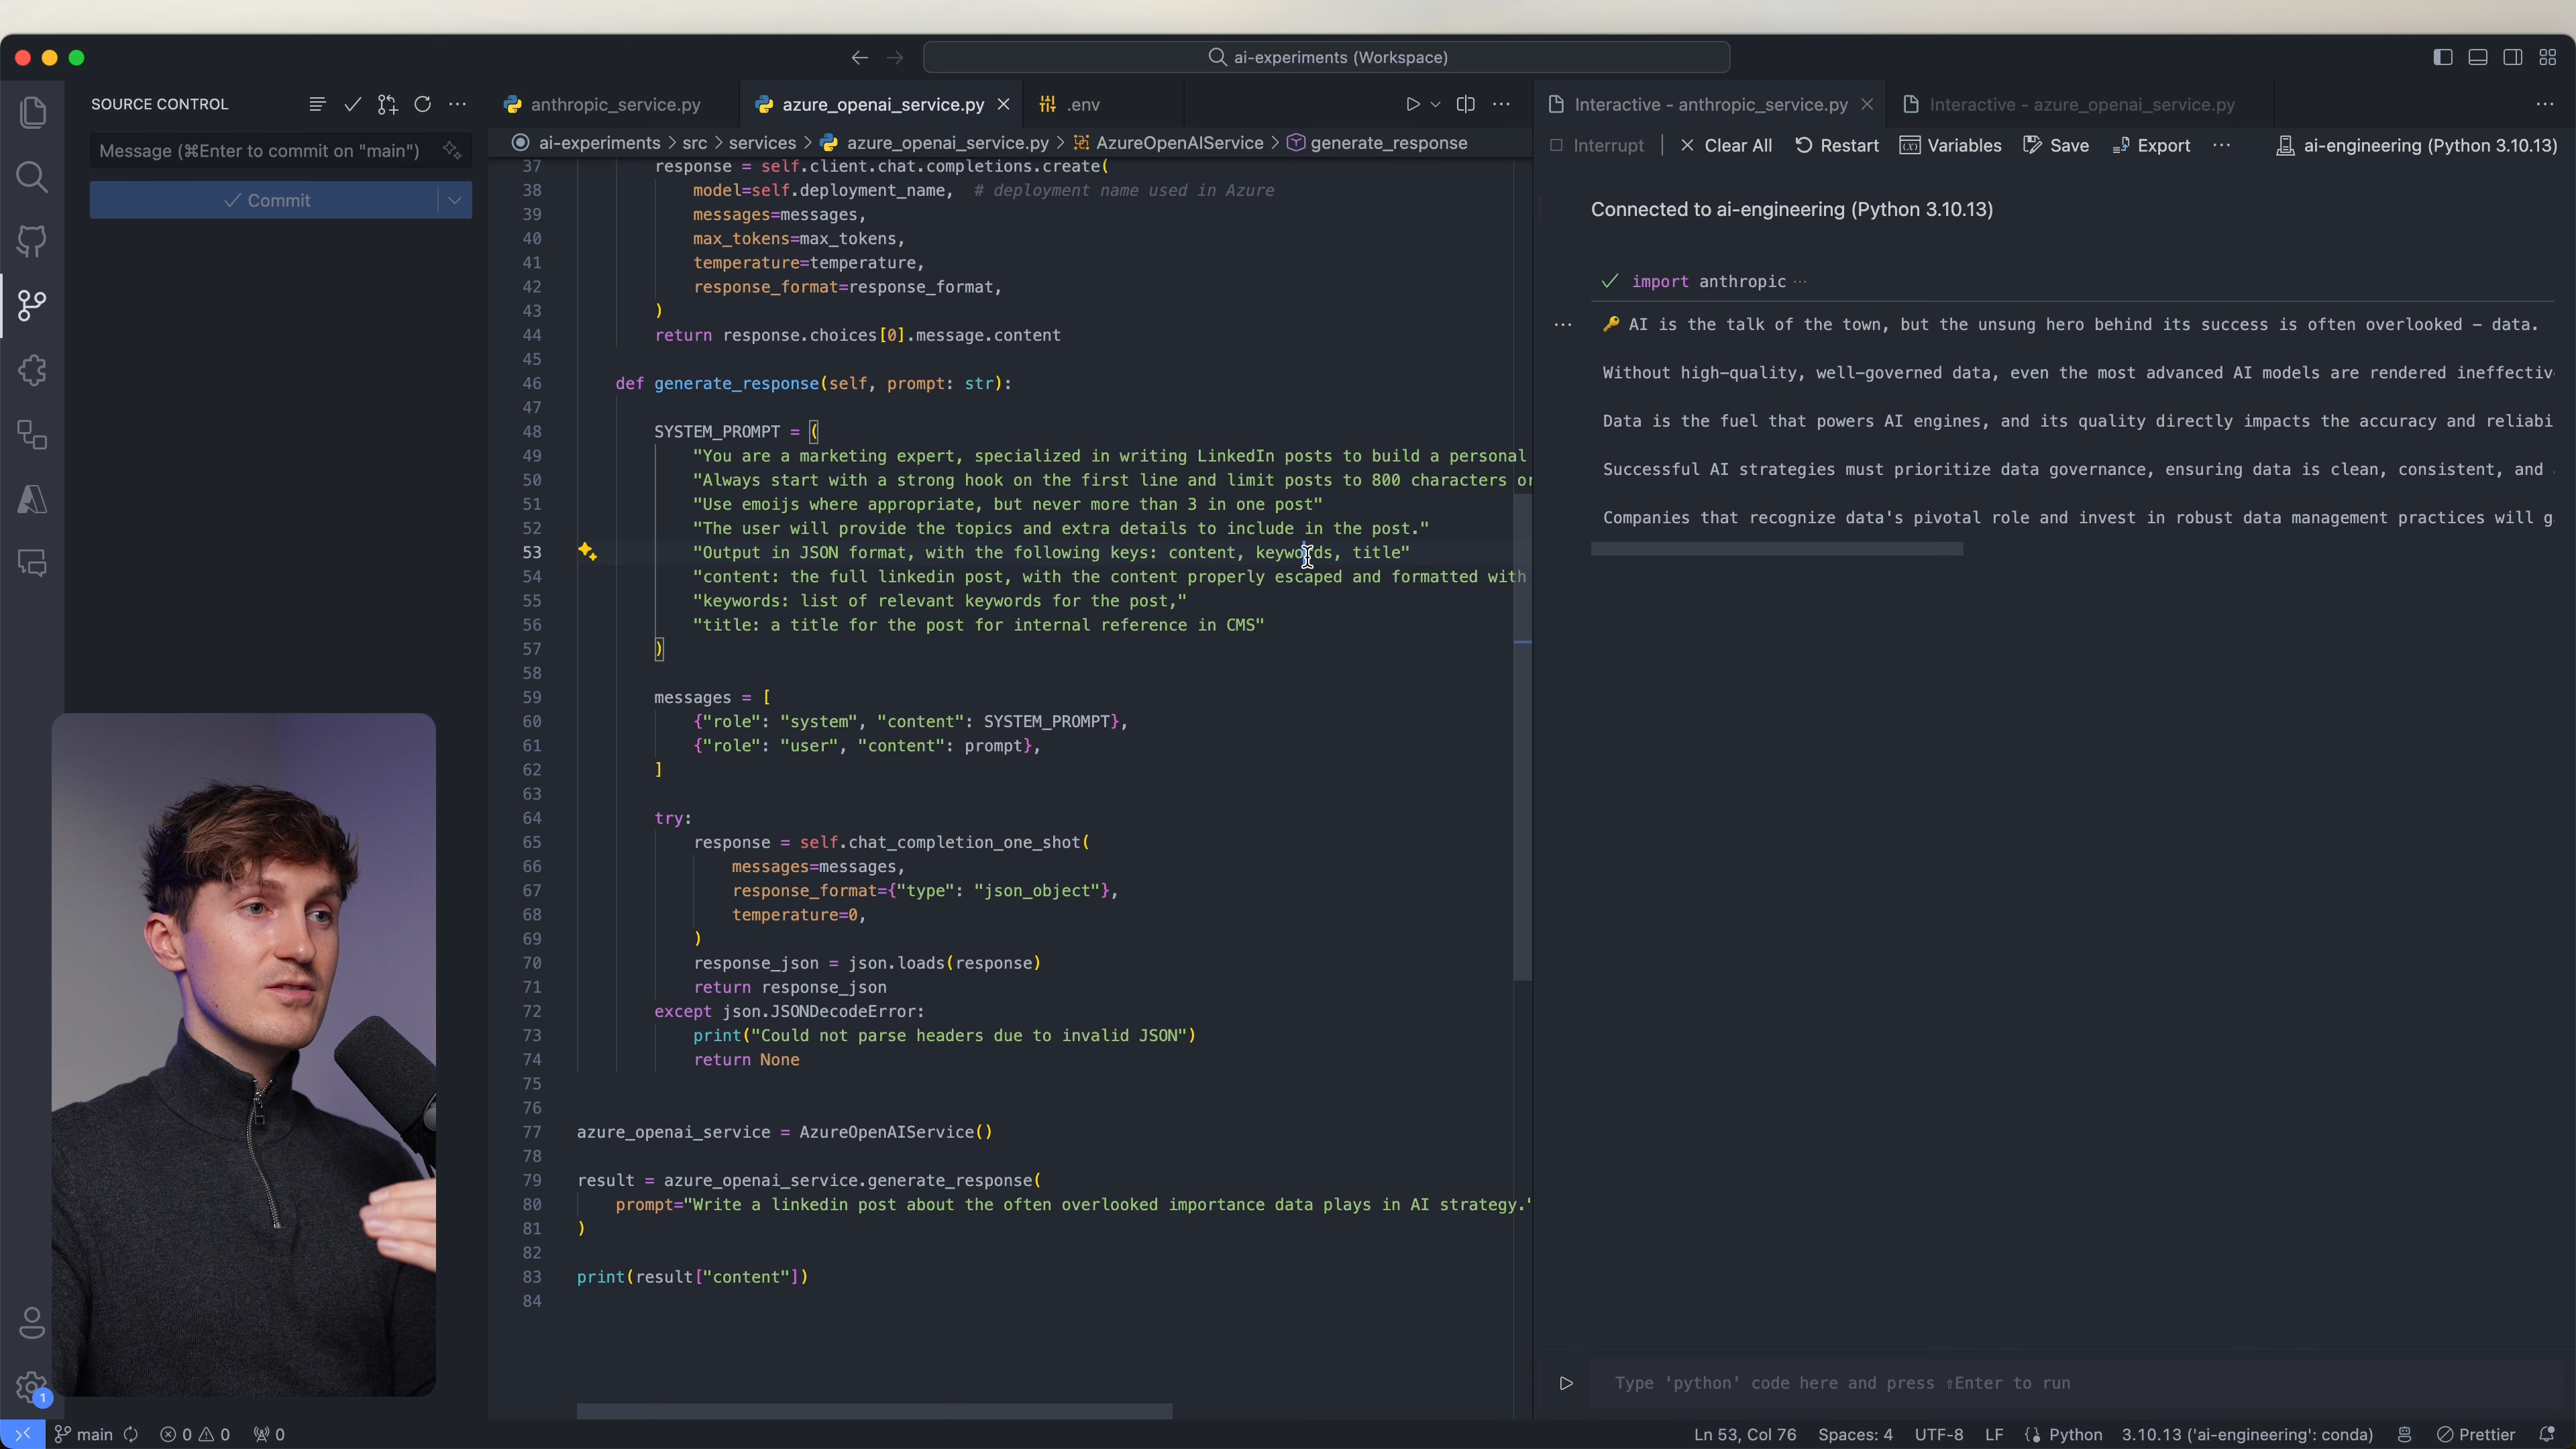 ai-experiments (Workspace)
SOURCE CONTROL
Message (⌘Enter to commit on "main")
Commit
anthropic_service.py
azure_openai_service.py
.env
ai-experiments > src > services > azure_openai_service.py > AzureOpenAIService > generate_response
37 response = self.client.chat.completions.create(
38 model=self.deployment_name, # deployment name used in Azure
39 messages=messages,
40 max_tokens=max_tokens,
41 temperature=temperature,
42 response_format=response_format,
43 )
44 return response.choices[0].message.content
45
46 def generate_response(self, prompt: str):
47
48 SYSTEM_PROMPT = (
49 "You are a marketing expert, specialized in writing LinkedIn posts to build a personal
50 "Always start with a strong hook on the first line and limit posts to 800 characters or
51 "Use emoijs where appropriate, but never more than 3 in one post"
52 "The user will provide the topics and extra details to include in the post."
53 "Output in JSON format, with the following keys: content, keywords, title"
54 "content: the full linkedin post, with the content properly escaped and formatted with
55 "keywords: list of relevant keywords for the post,"
56 "title: a title for the post for internal reference in CMS"
57 )
58
59 messages = [
60 {"role": "system", "content": SYSTEM_PROMPT},
61 {"role": "user", "content": prompt},
62 ]
63
64 try:
65 response = self.chat_completion_one_shot(
66 messages=messages,
67 response_format={"type": "json_object"},
68 temperature=0,
69 )
70 response_json = json.loads(response)
71 return response_json
72 except json.JSONDecodeError:
73 print("Could not parse headers due to invalid JSON")
74 return None
75
76
77 azure_openai_service = AzureOpenAIService()
78
79 result = azure_openai_service.generate_response(
80 prompt="Write a linkedin post about the often overlooked importance data plays in AI strategy."
81 )
82
83 print(result["content"])
84
Interactive - anthropic_service.py
Interactive - azure_openai_service.py
Interrupt
Clear All
Restart
Variables
Save
Export
ai-engineering (Python 3.10.13)
Connected to ai-engineering (Python 3.10.13)
import anthropic ···
🔑 AI is the talk of the town, but the unsung hero behind its success is often overlooked – data.
Without high-quality, well-governed data, even the most advanced AI models are rendered ineffectiv
Data is the fuel that powers AI engines, and its quality directly impacts the accuracy and reliabi
Successful AI strategies must prioritize data governance, ensuring data is clean, consistent, and
Companies that recognize data's pivotal role and invest in robust data management practices will g
Type 'python' code here and press ⇧Enter to run
1
main
0
0
0
Ln 53, Col 76
Spaces: 4
UTF-8
LF
Python
3.10.13 ('ai-engineering': conda)
Prettier